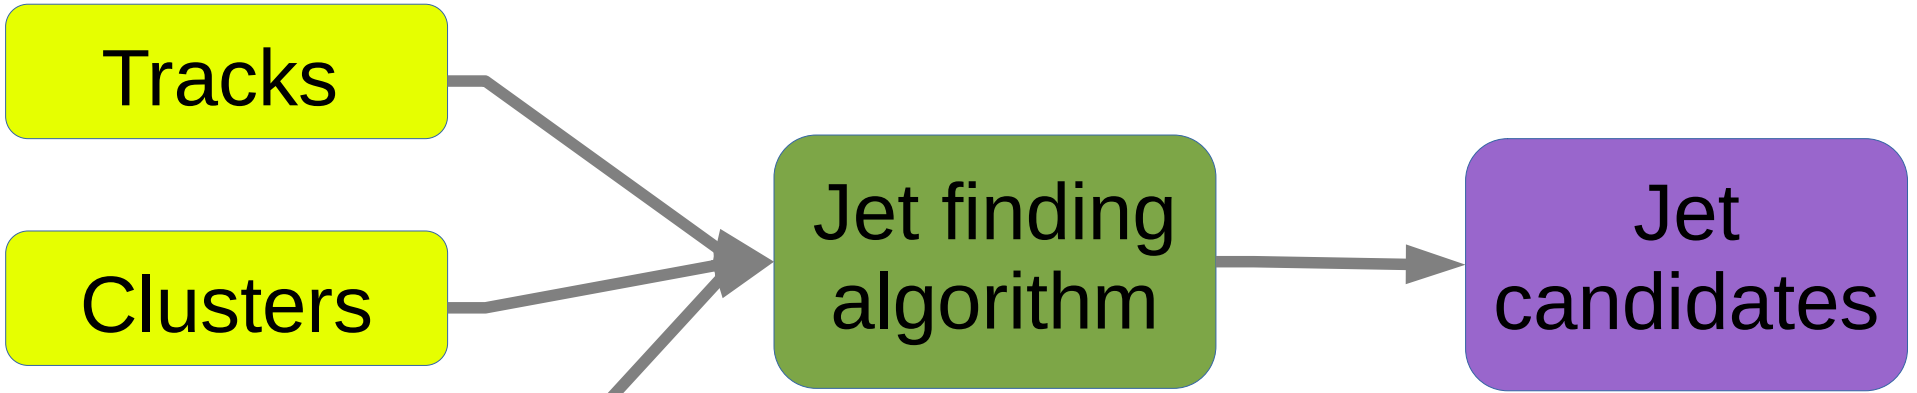 Tracks
Clusters
Jet finding
algorithm
Jet
candidates